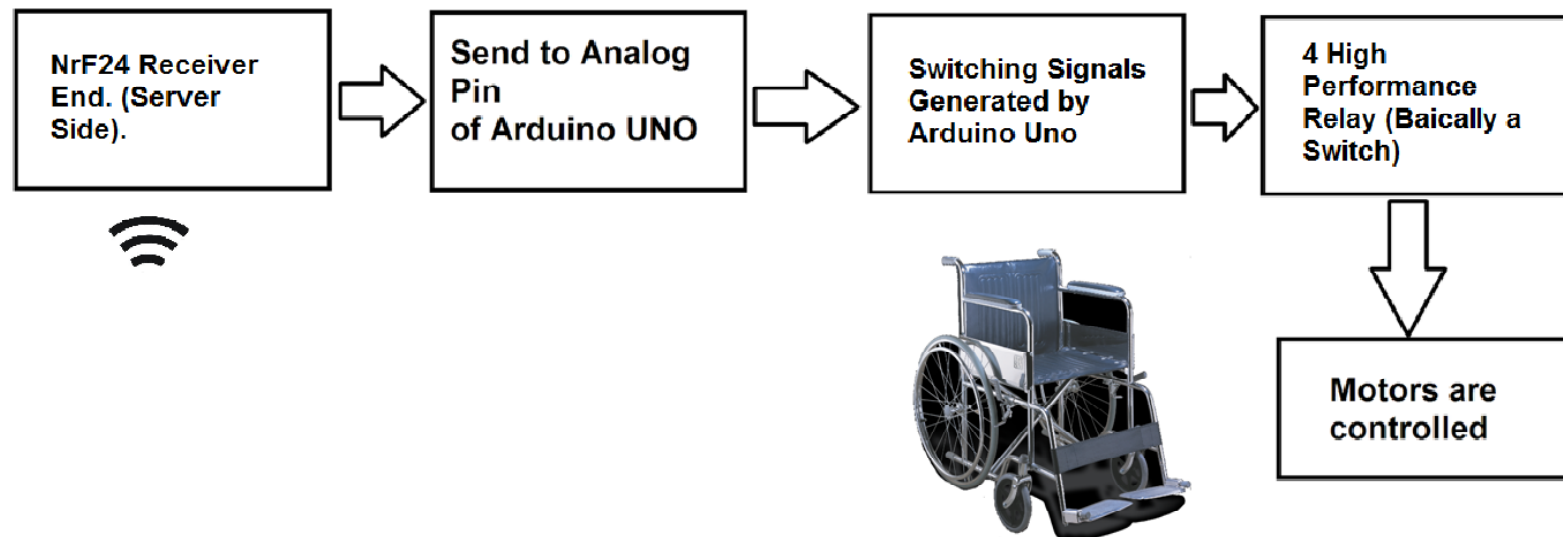 NrF24 Receiver
End. (Server
Side).
Send to Analog
Pin
of Arduino UNO
Switching Signals
Generated by
Arduino Uno
4 High
Performance
Relay (Baically a
Switch)
Motors are
controlled